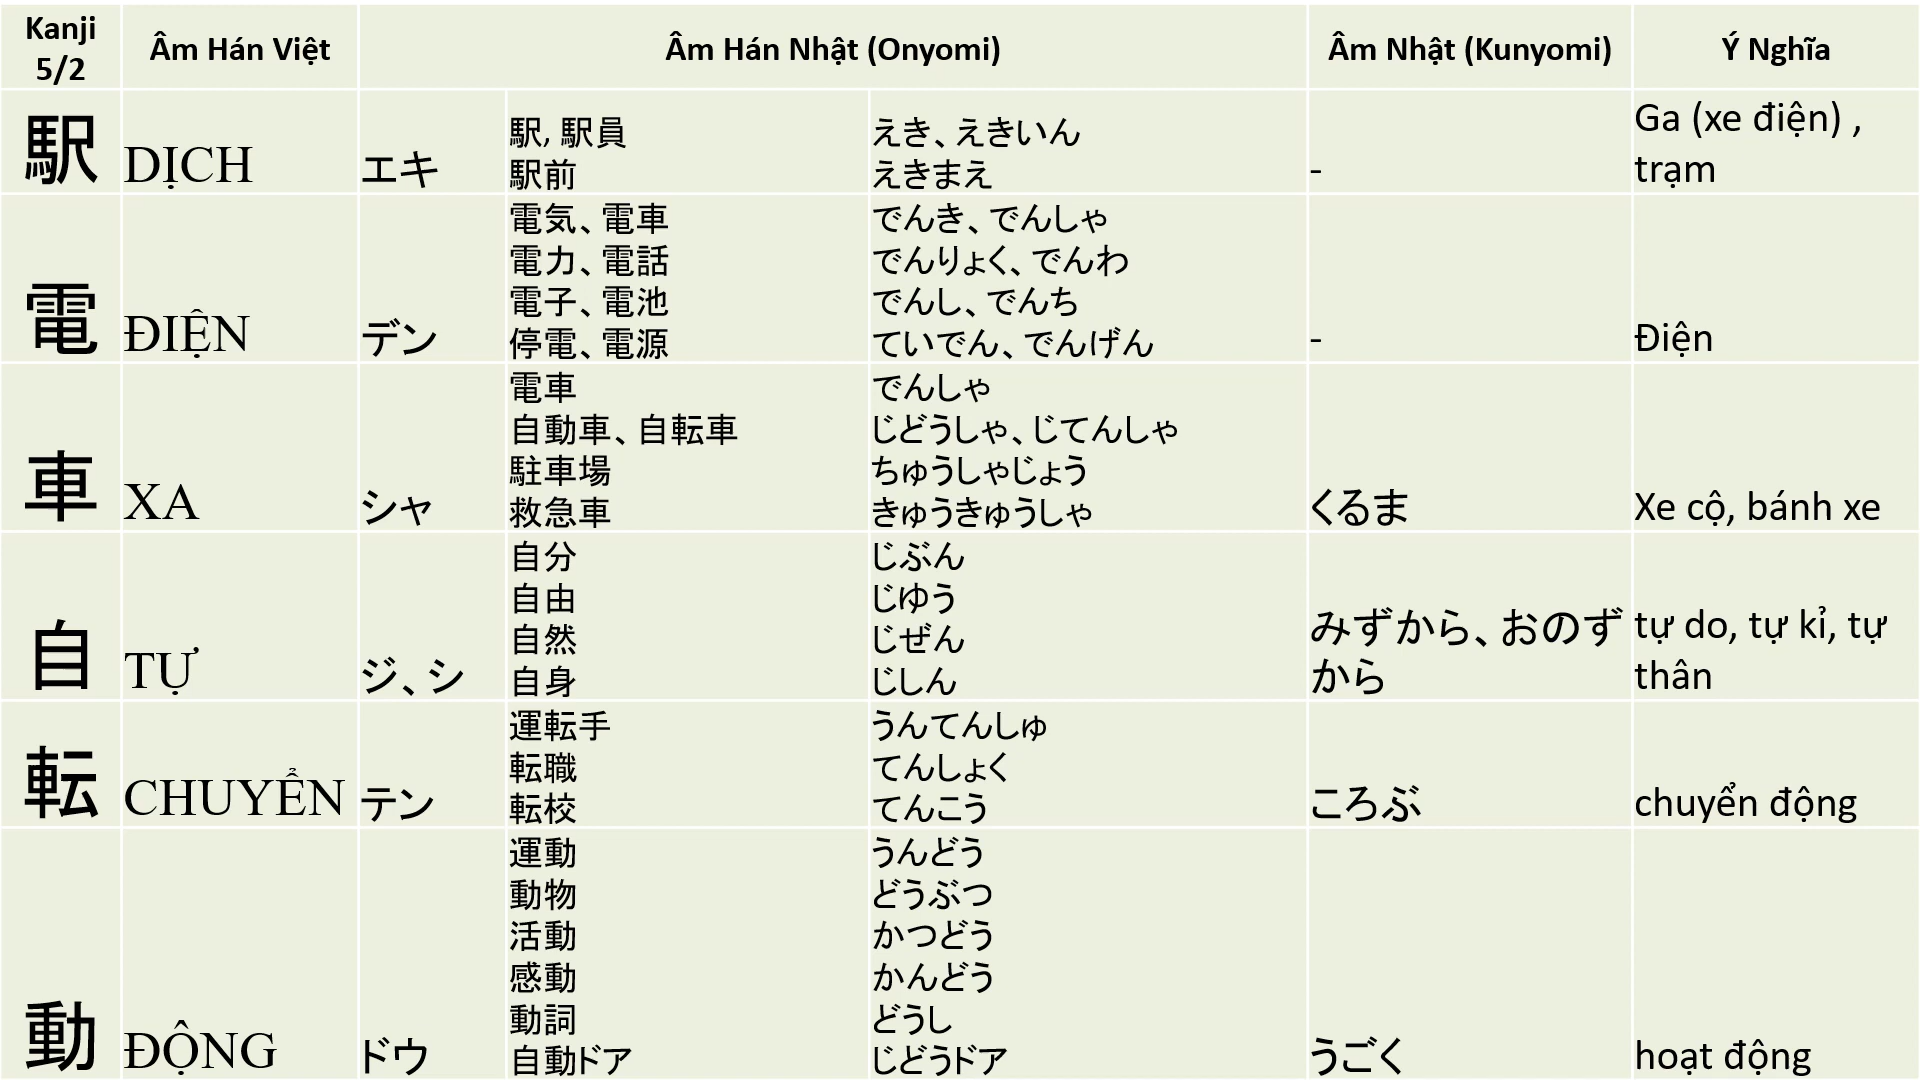 Kanji
5/2
Âm Hán Việt
Âm Hán Nhật (Onyomi)
Âm Nhật (Kunyomi)
Ý Nghĩa
駅
DỊCH
エキ
駅, 駅員
駅前
えき、えきいん
えきまえ
-
Ga (xe điện) ,
trạm
電
ĐIỆN
デン
電気、電車
電力、電話
電子、電池
停電、電源
でんき、でんしゃ
でんりょく、でんわ
でんし、でんち
ていでん、でんげん
-
Điện
車
XA
シャ
電車
自動車、自転車
駐車場
救急車
でんしゃ
じどうしゃ、じてんしゃ
ちゅうしゃじょう
きゅうきゅうしゃ
くるま
Xe cộ, bánh xe
自
TỰ
ジ、シ
自分
自由
自然
自身
じぶん
じゆう
じぜん
じしん
みずから、おのず
から
tự do, tự kỉ, tự
thân
転
CHUYỂN
テン
運転手
転職
転校
うんてんしゅ
てんしょく
てんこう
ころぶ
chuyển động
動
ĐỘNG
ドウ
運動
動物
活動
感動
動詞
自動ドア
うんどう
どうぶつ
かつどう
かんどう
どうし
じどうドア
うごく
hoạt động